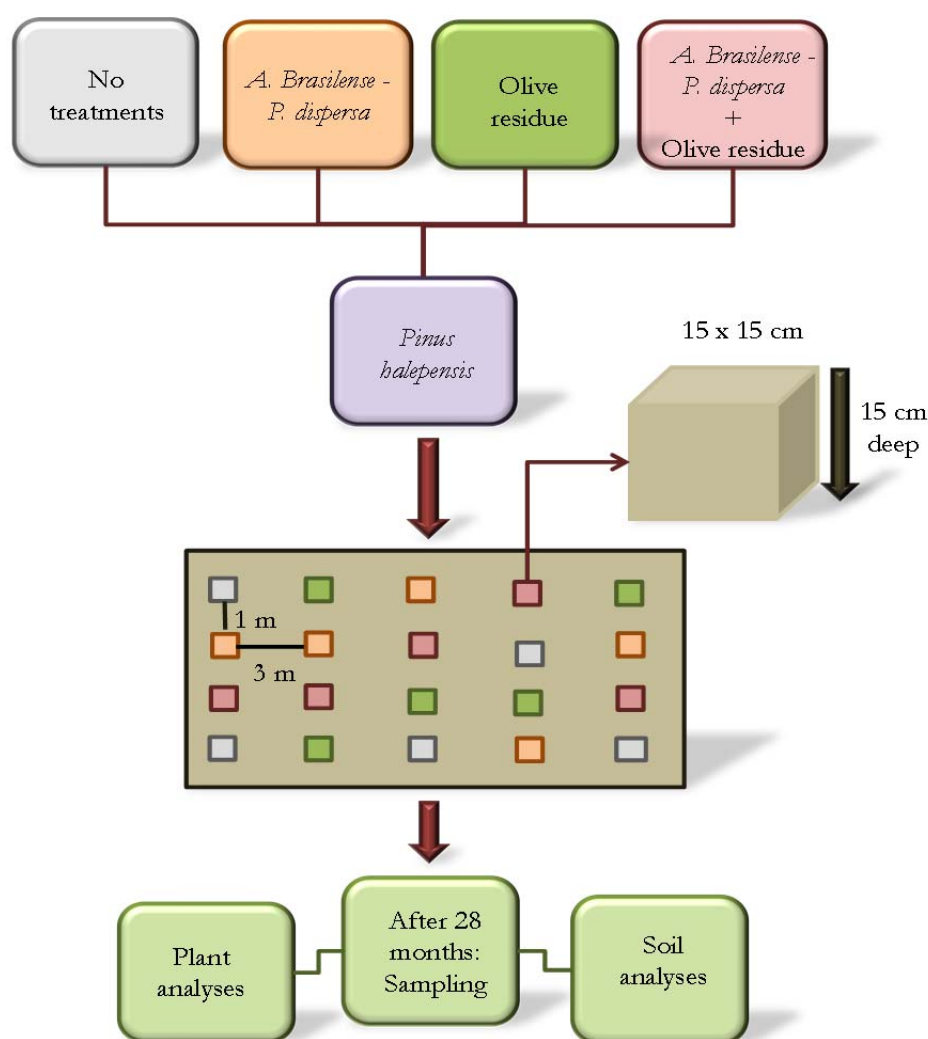 No
treatments
A. Brasilense -
P. dispersa
Olive
residue
A. Brasilense -
P. dispersa
+
Olive residue
Pinus
halepensis
15 x 15 cm
15 cm
deep
1 m
3 m
Plant
analyses
After 28
months:
Sampling
Soil
analyses